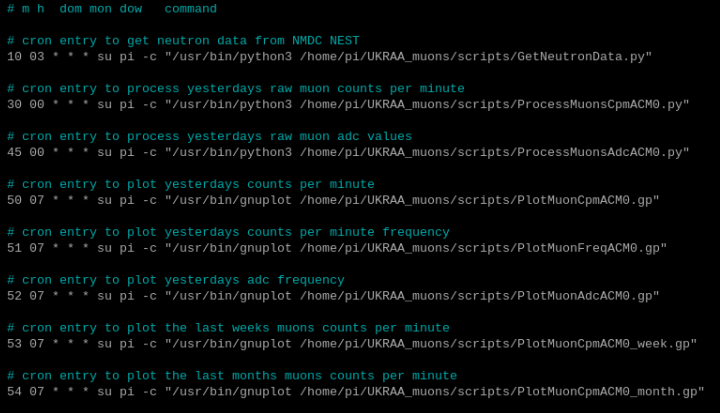 # m h  dom mon dow   command
# cron entry to get neutron data from NMDC NEST
10 03 * * * su pi -c "/usr/bin/python3 /home/pi/UKRAA_muons/scripts/GetNeutronData.py"
# cron entry to process yesterdays raw muon counts per minute
30 00 * * * su pi -c "/usr/bin/python3 /home/pi/UKRAA_muons/scripts/ProcessMuonsCpmACM0.py"
# cron entry to process yesterdays raw muon adc values
45 00 * * * su pi -c "/usr/bin/python3 /home/pi/UKRAA_muons/scripts/ProcessMuonsAdcACM0.py"
# cron entry to plot yesterdays counts per minute
50 07 * * * su pi -c "/usr/bin/gnuplot /home/pi/UKRAA_muons/scripts/PlotMuonCpmACM0.gp"
# cron entry to plot yesterdays counts per minute frequency
51 07 * * * su pi -c "/usr/bin/gnuplot /home/pi/UKRAA_muons/scripts/PlotMuonFreqACM0.gp"
# cron entry to plot yesterdays adc frequency
52 07 * * * su pi -c "/usr/bin/gnuplot /home/pi/UKRAA_muons/scripts/PlotMuonAdcACM0.gp"
# cron entry to plot the last weeks muons counts per minute
53 07 * * * su pi -c "/usr/bin/gnuplot /home/pi/UKRAA_muons/scripts/PlotMuonCpmACM0_week.gp"
# cron entry to plot the last months muons counts per minute
54 07 * * * su pi -c "/usr/bin/gnuplot /home/pi/UKRAA_muons/scripts/PlotMuonCpmACM0_month.gp"